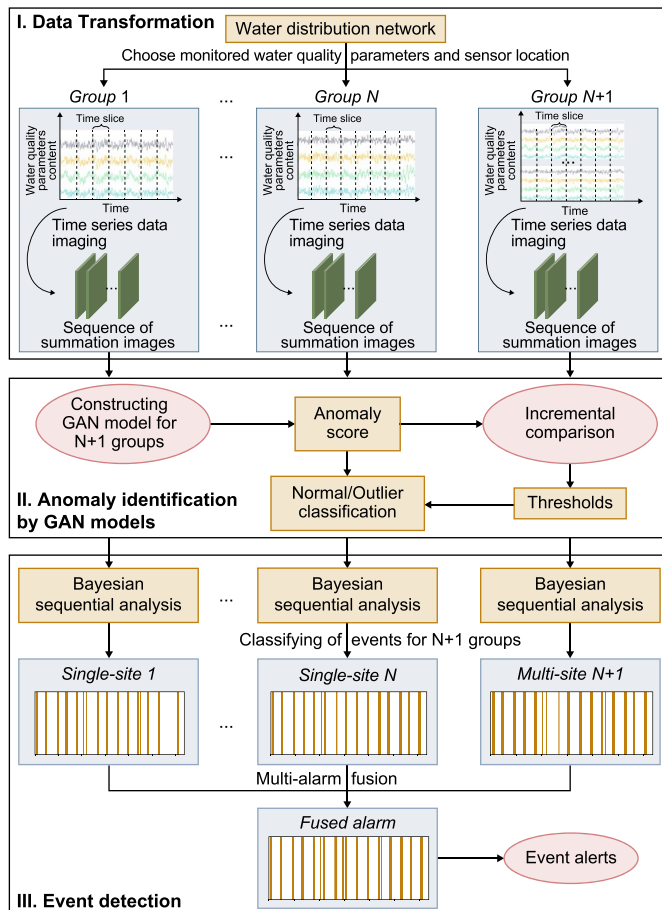 I. Data Transformation
Water distribution network
Choose monitored water quality parameters and sensor location
Group 1
...
Group N
Group N+1
Time slice
Water quality
parameters
content
Time
Time series data
imaging
...
Sequence of
summation images
...
Time slice
Water quality
parameters
content
Time
Time series data
imaging
...
Sequence of
summation images
...
Time slice
...
Water quality
parameters
content
Time
Time series data
imaging
...
Sequence of
summation images
Constructing
GAN model for
N+1 groups
Anomaly
score
Incremental
comparison
Normal/Outlier
classification
Thresholds
II. Anomaly identification
by GAN models
Bayesian
sequential analysis
...
Bayesian
sequential analysis
Bayesian
sequential analysis
Classifying of events for N+1 groups
Single-site 1
...
Single-site N
Multi-site N+1
Multi-alarm fusion
Fused alarm
Event alerts
III. Event detection